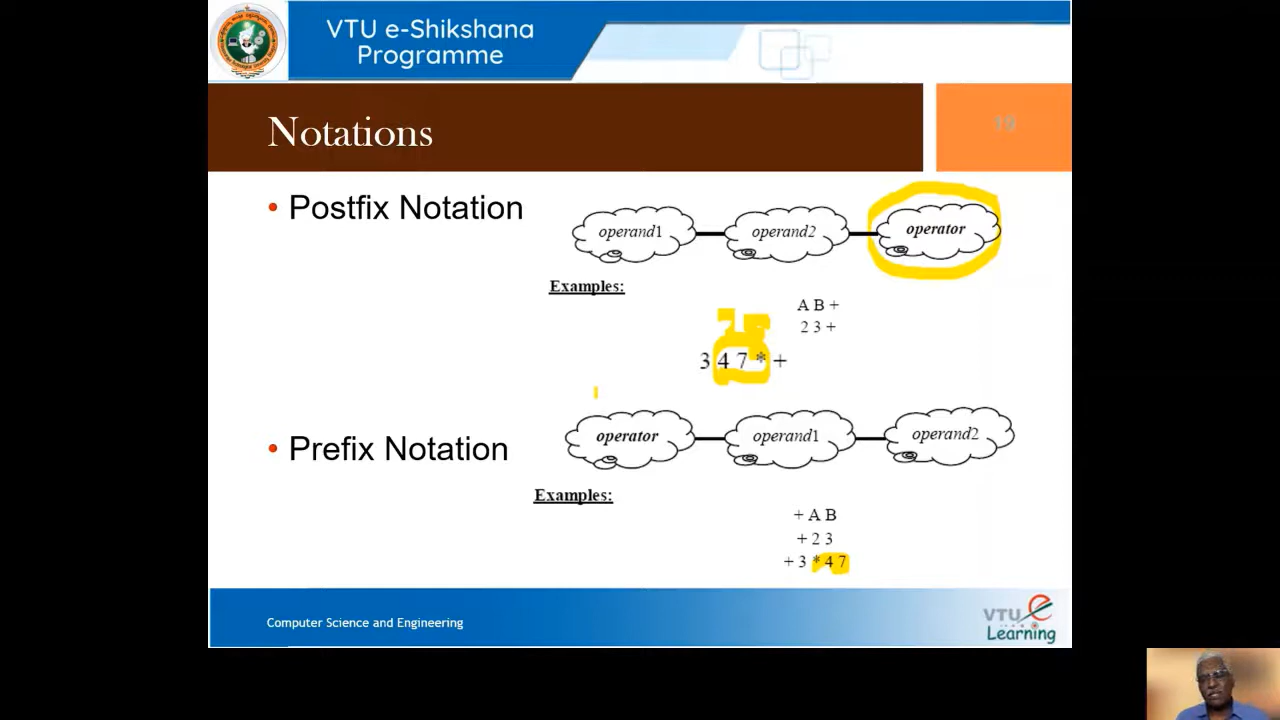 VTU e-Shikshana
Programme
Notations
• Postfix Notation
operand1 operand2 operator
Examples:
A B +
2 3 +
3 4 7 * +
operator operand1 operand2
• Prefix Notation
Examples:
+ A B
+ 2 3
+ 3 * 4 7
Computer Science and Engineering
VTU e
Learning